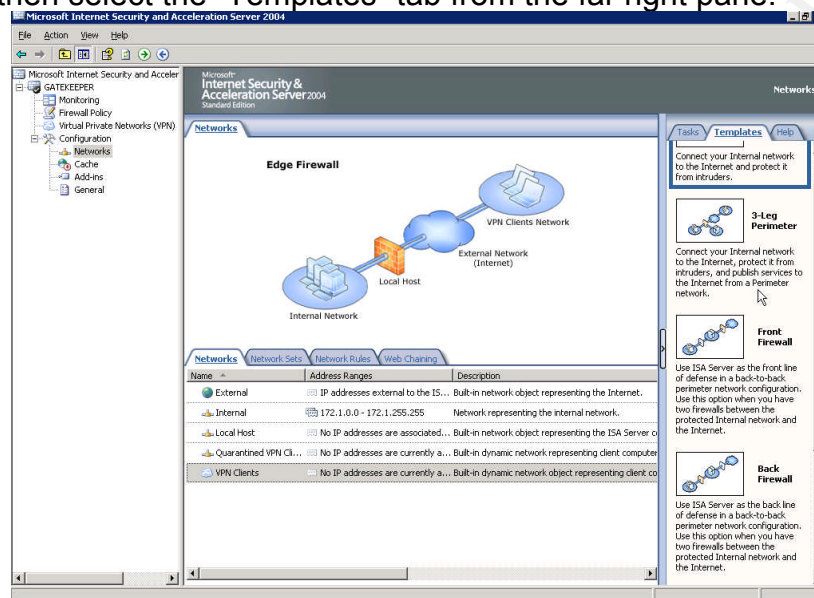 then select the "Templates" tab from the far right pane.
Microsoft Internet Security and Acceleration Server 2004
File Action View Help
Microsoft Internet Security and Acceler
GATEKEEPER
Monitoring
Firewall Policy
Virtual Private Networks (VPN)
Configuration
Networks
Cache
Add-ins
General
Microsoft
Internet Security &
Acceleration Server 2004
Standard Edition
Networks
Networks
Edge Firewall
VPN Clients Network
External Network
(Internet)
Local Host
Internal Network
Networks Network Sets Network Rules Web Chaining
Name Address Ranges Description
External IP addresses external to the IS... Built-in network object representing the Internet.
Internal 172.1.0.0 - 172.1.255.255 Network representing the internal network.
Local Host No IP addresses are associated... Built-in network object representing the ISA Server c
Quarantined VPN Cli... No IP addresses are currently a... Built-in dynamic network representing client computer
VPN Clients No IP addresses are currently a... Built-in dynamic network object representing client co
Tasks Templates Help
Connect your Internal network
to the Internet and protect it
from intruders.
3-Leg
Perimeter
Connect your Internal network
to the Internet, protect it from
intruders, and publish services to
the Internet from a Perimeter
network.
Front
Firewall
Use ISA Server as the front line
of defense in a back-to-back
perimeter network configuration.
Use this option when you have
two firewalls between the
protected Internal network and
the Internet.
Back
Firewall
Use ISA Server as the back line
of defense in a back-to-back
perimeter network configuration.
Use this option when you have
two firewalls between the
protected Internal network and
the Internet.